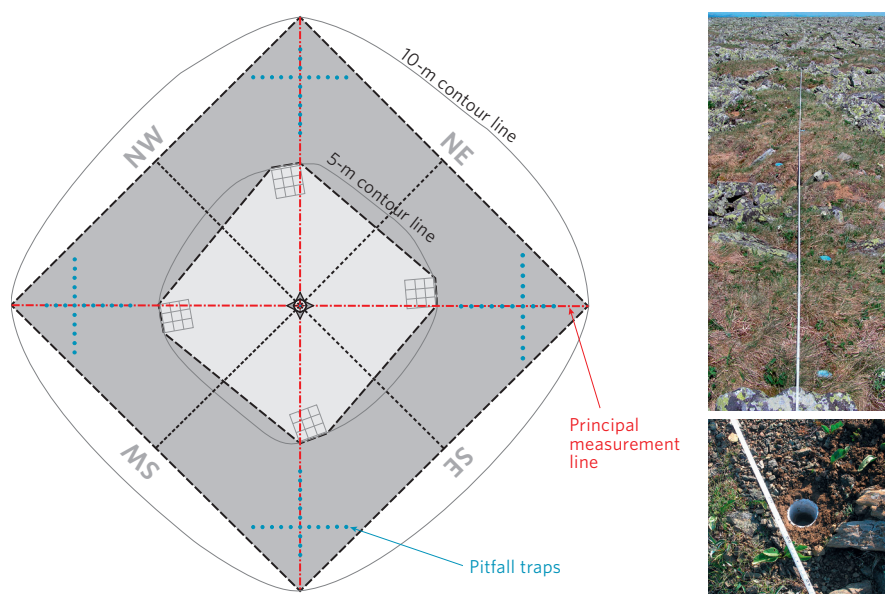 10-m contour line
NW
NE
5-m contour line
Principal
measurement
line
SW
SE
Pitfall traps